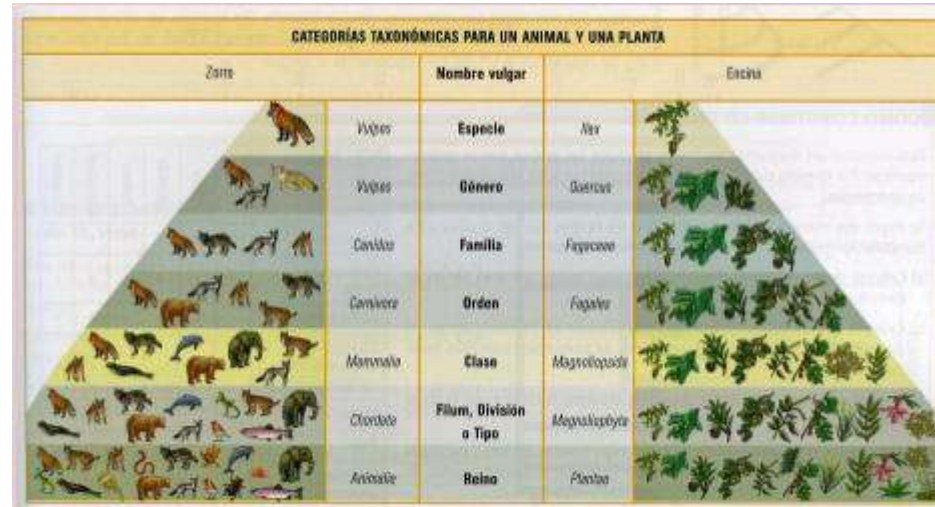 CATEGORÍAS TAXONÓMICAS PARA UN ANIMAL Y UNA PLANTA
Zorro Nombre vulgar Encina
Vulpes Especie Ilex
Vulpes Género Quercus
Canidos Familia Fagaceae
Carnivora Orden Fagales
Mammalia Clase Magnoliopsida
Chordata Filum, División
o Tipo Magnoliophyta
Animalia Reino Plantae